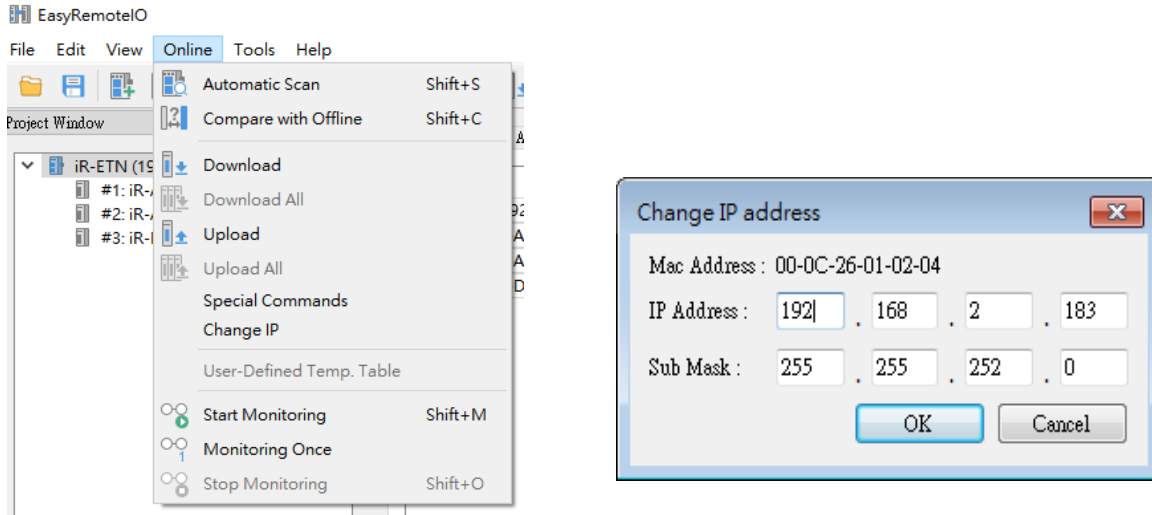 EasyRemoteIO
File Edit View Online Tools Help
Automatic Scan Shift+S
Compare with Offline Shift+C
Project Window
Download
iR-ETN (19
#1: iR-
Download All
#2: iR-
Upload
#3: iR-
Upload All
Special Commands
Change IP
User-Defined Temp. Table
Start Monitoring Shift+M
Monitoring Once
Stop Monitoring Shift+O
Change IP address
Mac Address : 00-0C-26-01-02-04
IP Address : 192 . 168 . 2 . 183
Sub Mask : 255 . 255 . 252 . 0
OK Cancel